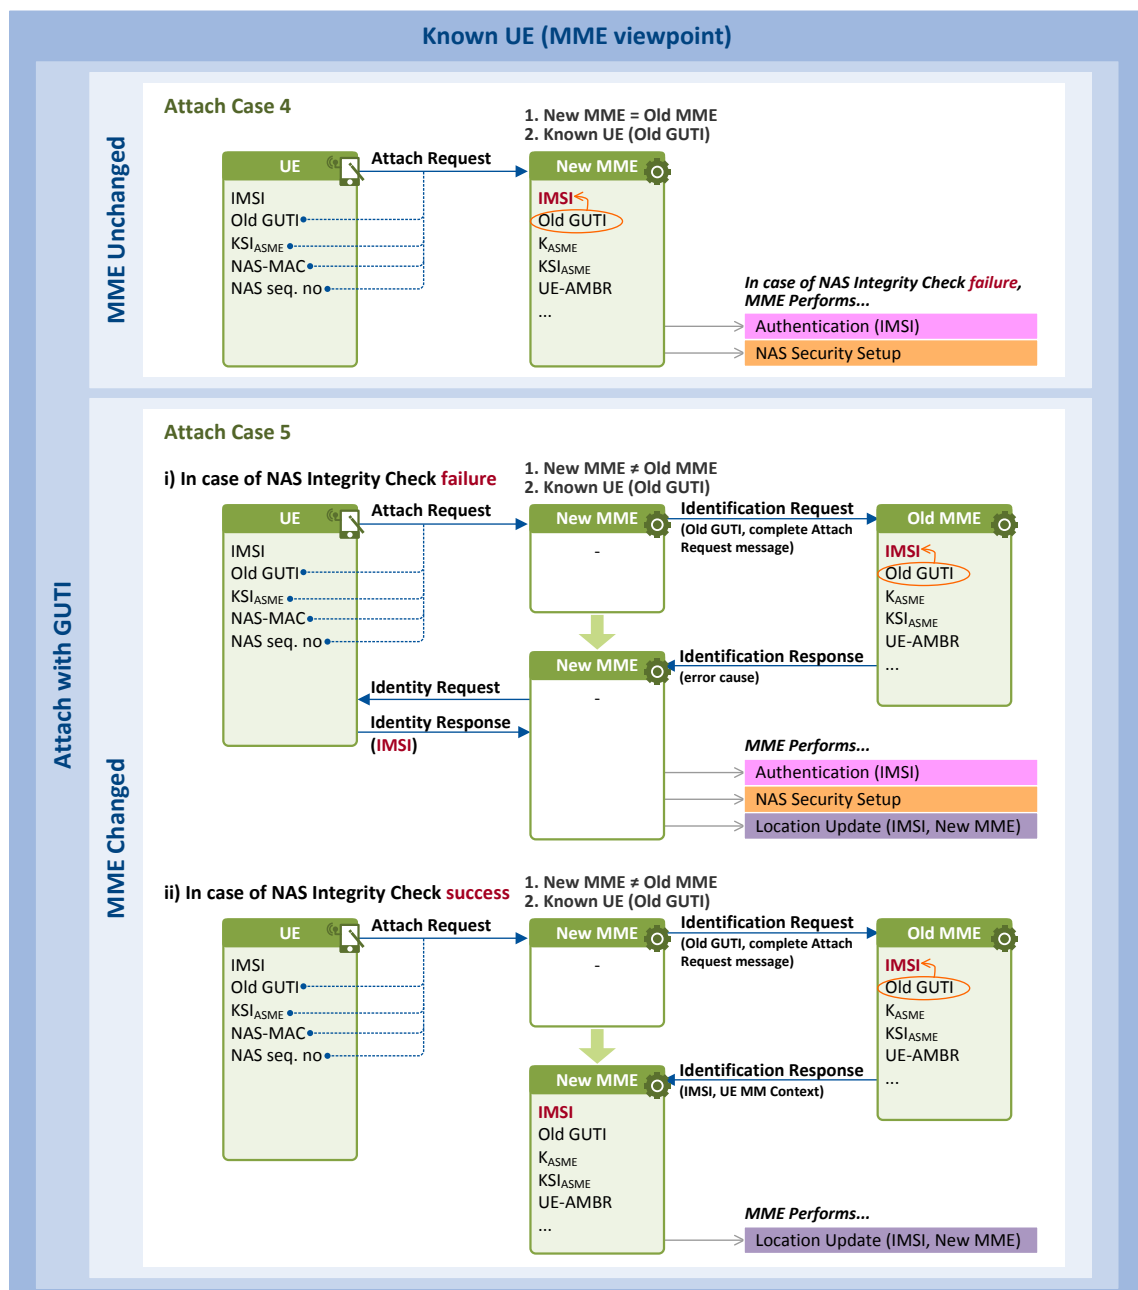 Known UE (MME viewpoint)
Attach with GUTI
MME Unchanged
Attach Case 4
1. New MME = Old MME
2. Known UE (Old GUTI)
UE
Attach Request
New MME
IMSI
Old GUTI
KSIASME
NAS-MAC
NAS seq. no
IMSI
Old GUTI
KASME
KSIASME
UE-AMBR
...
In case of NAS Integrity Check failure,
MME Performs...
Authentication (IMSI)
NAS Security Setup
MME Changed
Attach Case 5
i) In case of NAS Integrity Check failure
1. New MME ≠ Old MME
2. Known UE (Old GUTI)
UE
Attach Request
New MME
Identification Request
(Old GUTI, complete Attach
Request message)
Old MME
IMSI
Old GUTI
KSIASME
NAS-MAC
NAS seq. no
-
IMSI
Old GUTI
KASME
KSIASME
UE-AMBR
...
New MME
Identification Response
(error cause)
-
Identity Request
Identity Response
(IMSI)
MME Performs...
Authentication (IMSI)
NAS Security Setup
Location Update (IMSI, New MME)
ii) In case of NAS Integrity Check success
1. New MME ≠ Old MME
2. Known UE (Old GUTI)
UE
Attach Request
New MME
Identification Request
(Old GUTI, complete Attach
Request message)
Old MME
IMSI
Old GUTI
KSIASME
NAS-MAC
NAS seq. no
-
IMSI
Old GUTI
KASME
KSIASME
UE-AMBR
...
New MME
Identification Response
(IMSI, UE MM Context)
IMSI
Old GUTI
KASME
KSIASME
UE-AMBR
...
MME Performs...
Location Update (IMSI, New MME)